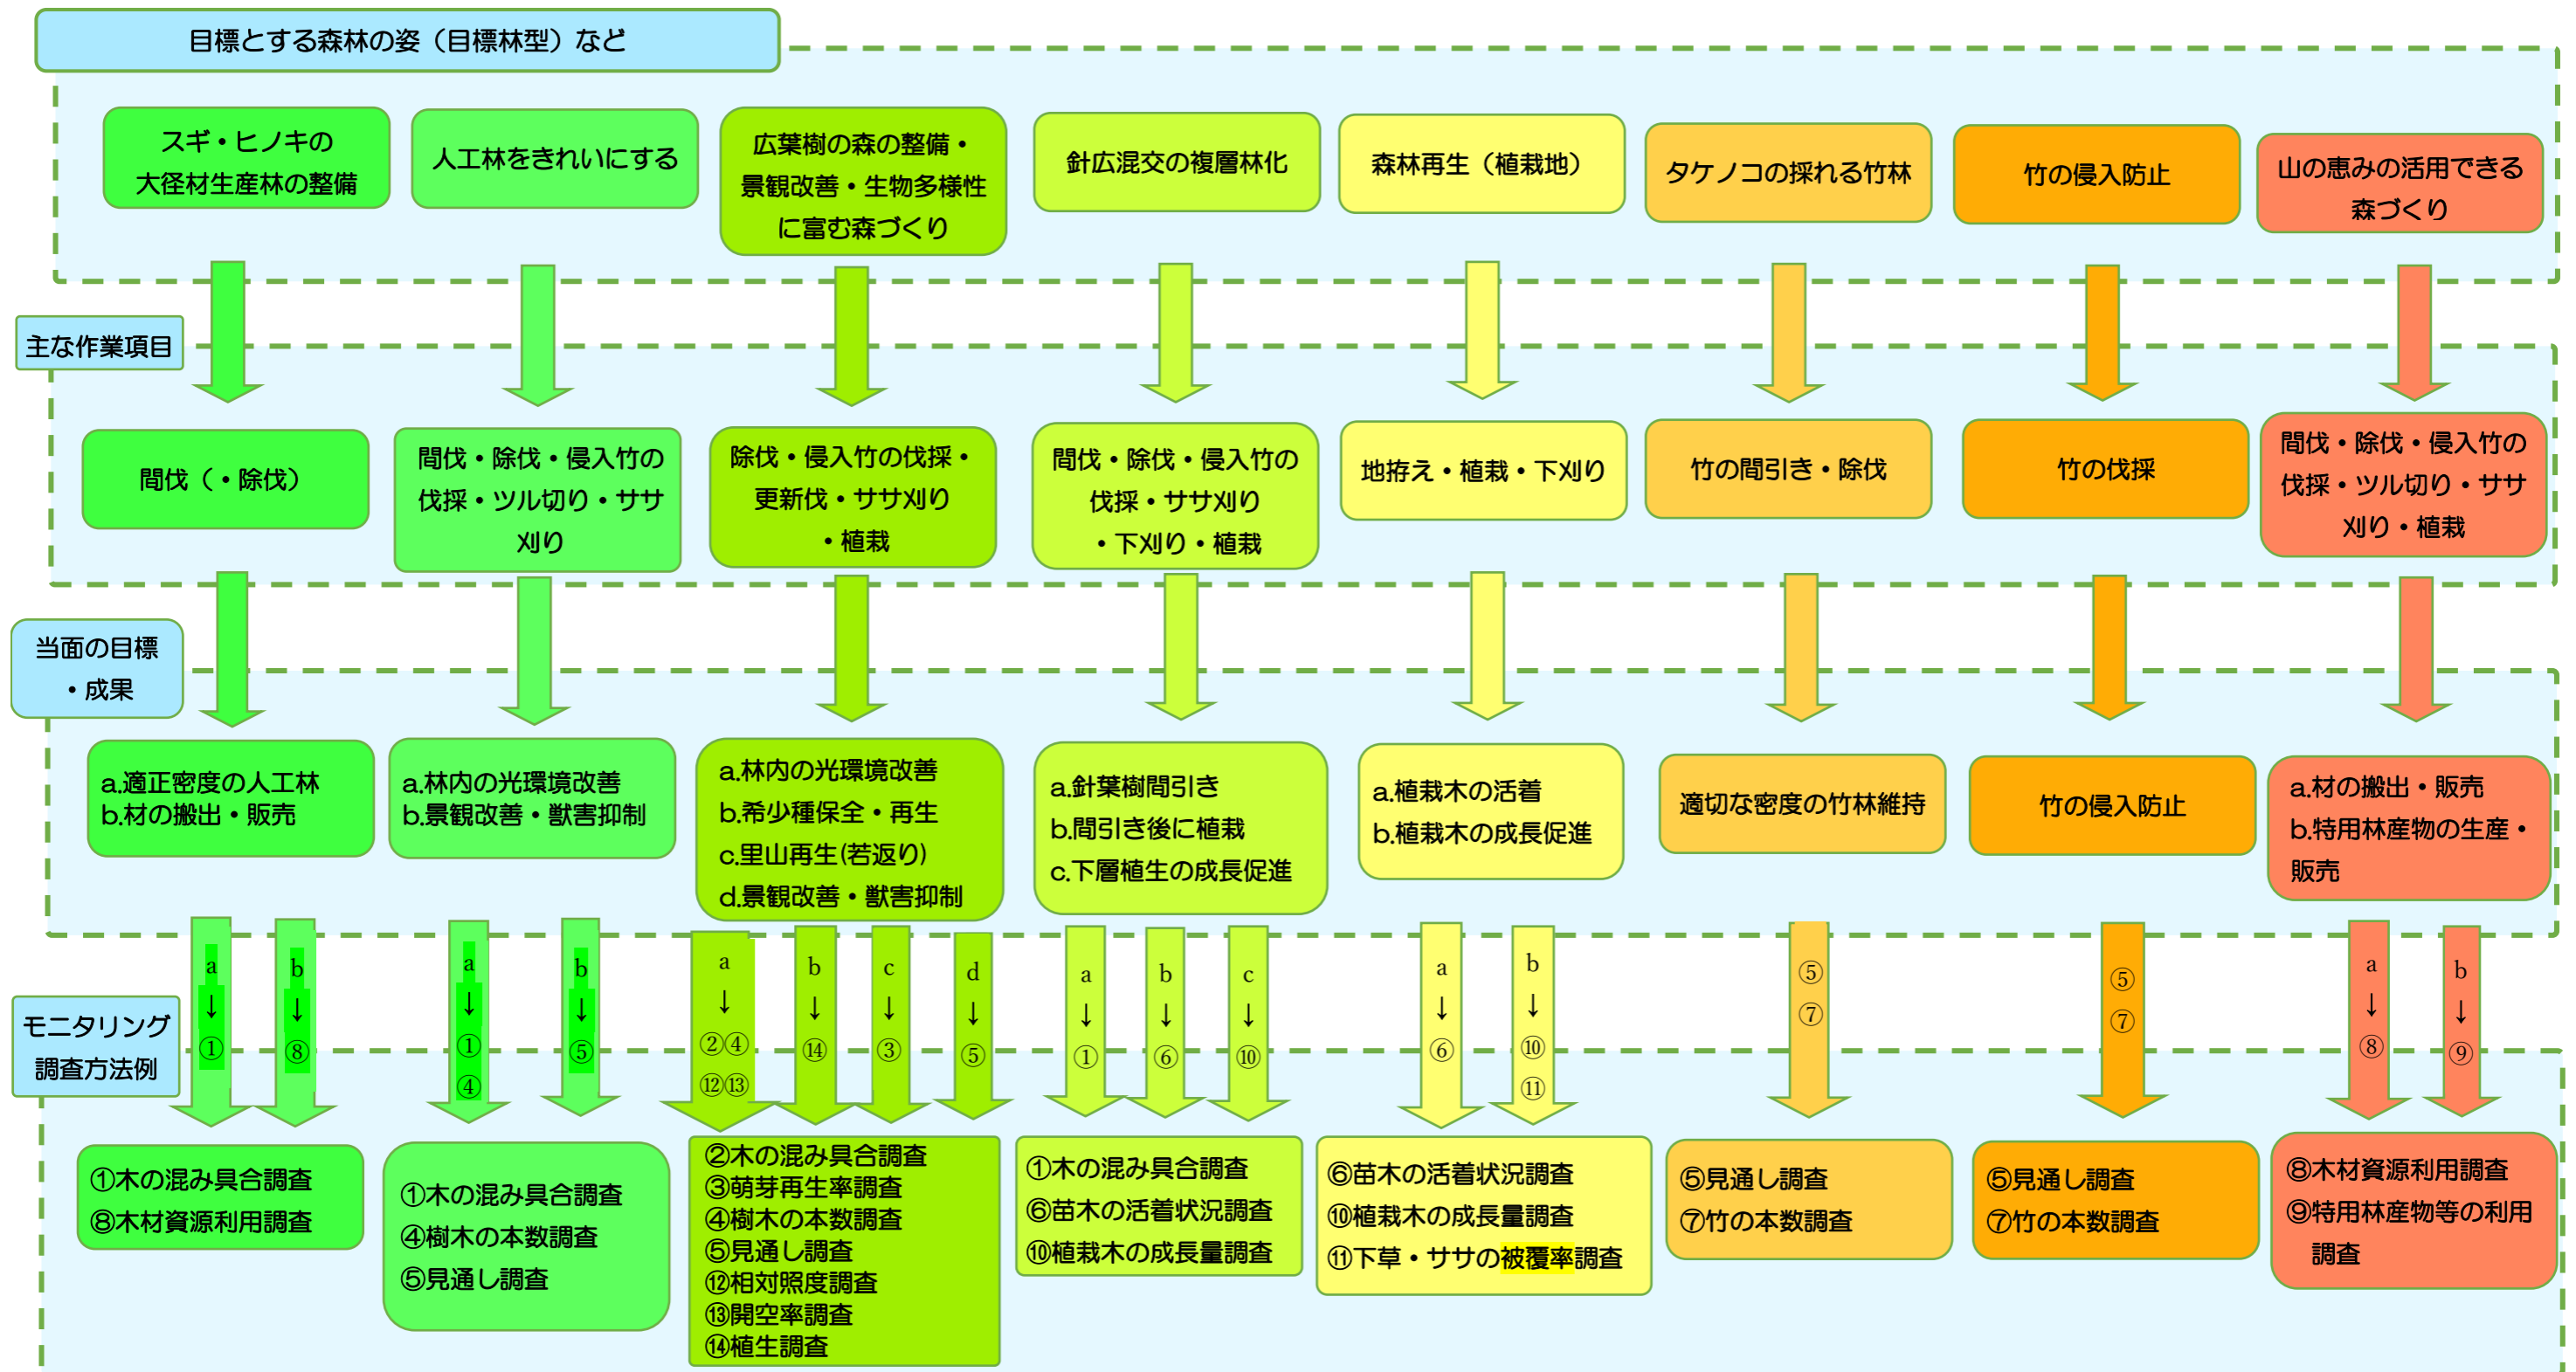 目標とする森林の姿（目標林型）など
スギ・ヒノキの
大径材生産林の整備
人工林をきれいにする
広葉樹の森の整備・
景観改善・生物多様性
に富む森づくり
針広混交の複層林化
森林再生（植栽地）
タケノコの採れる竹林
竹の侵入防止
山の恵みの活用できる
森づくり
主な作業項目
間伐（・除伐）
間伐・除伐・侵入竹の
伐採・ツル切り・ササ
刈り
除伐・侵入竹の伐採・
更新伐・ササ刈り
・植栽
間伐・除伐・侵入竹の
伐採・ササ刈り
・下刈り・植栽
地拵え・植栽・下刈り
竹の間引き・除伐
竹の伐採
間伐・除伐・侵入竹の
伐採・ツル切り・ササ
刈り・植栽
当面の目標
・成果
a.適正密度の人工林
b.材の搬出・販売
a.林内の光環境改善
b.景観改善・獣害抑制
a.林内の光環境改善
b.希少種保全・再生
c.里山再生(若返り)
d.景観改善・獣害抑制
a.針葉樹間引き
b.間引き後に植栽
c.下層植生の成長促進
a.植栽木の活着
b.植栽木の成長促進
適切な密度の竹林維持
竹の侵入防止
a.材の搬出・販売
b.特用林産物の生産・
販売
モニタリング
調査方法例
a
↓
①
b
↓
⑧
a
↓
①
④
b
↓
⑤
a
↓
②④
⑫⑬
b
↓
⑭
c
↓
③
d
↓
⑤
a
↓
①
b
↓
⑥
c
↓
⑩
a
↓
⑥
b
↓
⑩
⑪
⑤
⑦
⑤
⑦
a
↓
⑧
b
↓
⑨
①木の混み具合調査
⑧木材資源利用調査
①木の混み具合調査
④樹木の本数調査
⑤見通し調査
②木の混み具合調査
③萌芽再生率調査
④樹木の本数調査
⑤見通し調査
⑫相対照度調査
⑬開空率調査
⑭植生調査
①木の混み具合調査
⑥苗木の活着状況調査
⑩植栽木の成長量調査
⑥苗木の活着状況調査
⑩植栽木の成長量調査
⑪下草・ササの被覆率調査
⑤見通し調査
⑦竹の本数調査
⑤見通し調査
⑦竹の本数調査
⑧木材資源利用調査
⑨特用林産物等の利用
調査